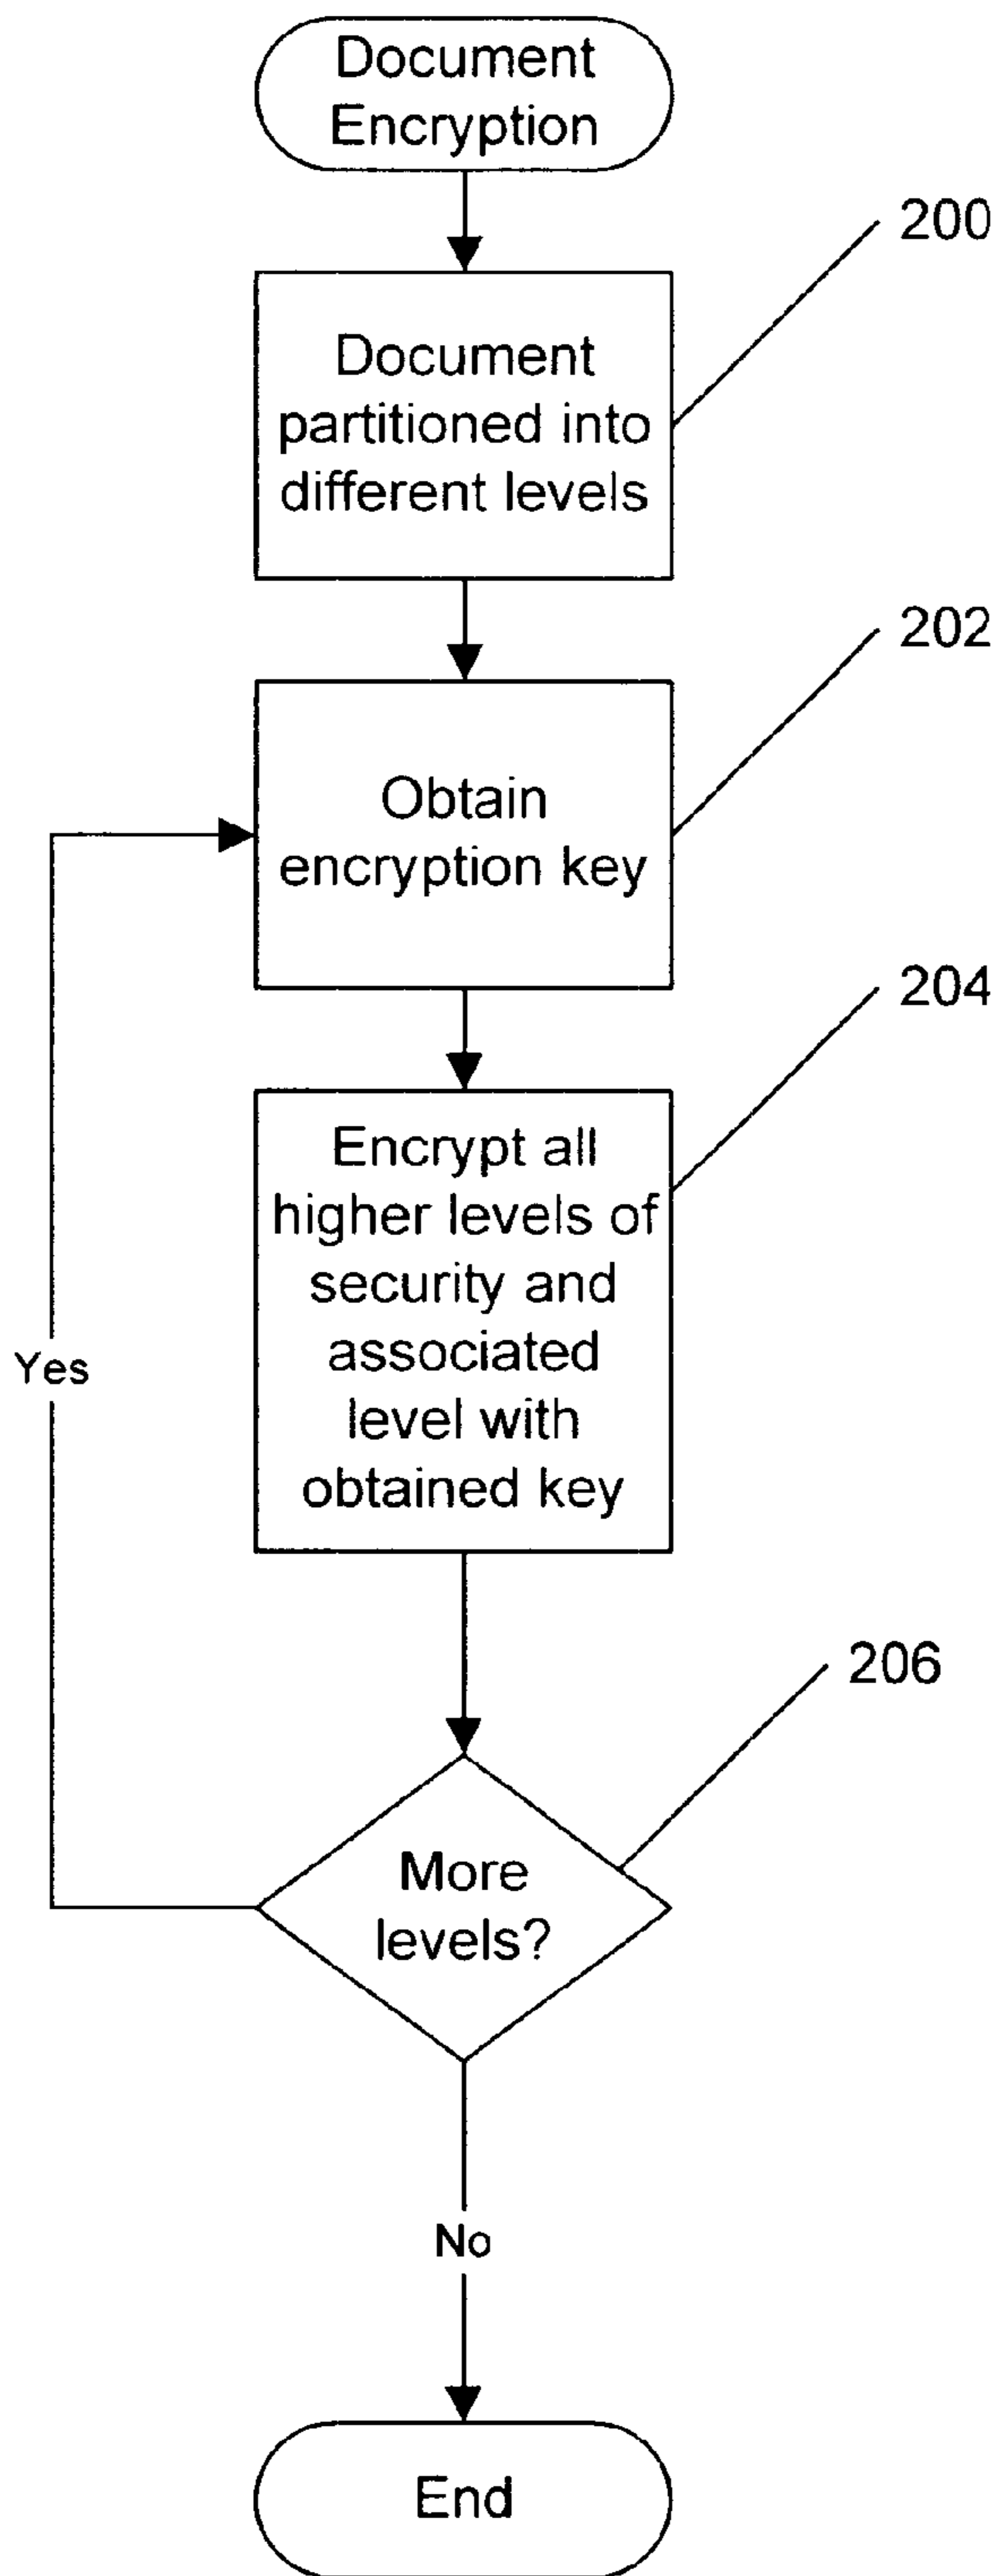 Document
Encryption
200
Document
partitioned into
different levels
202
Obtain
encryption key
204
Encrypt all
higher levels of
security and
associated
level with
obtained key
Yes
206
More
levels?
No
End